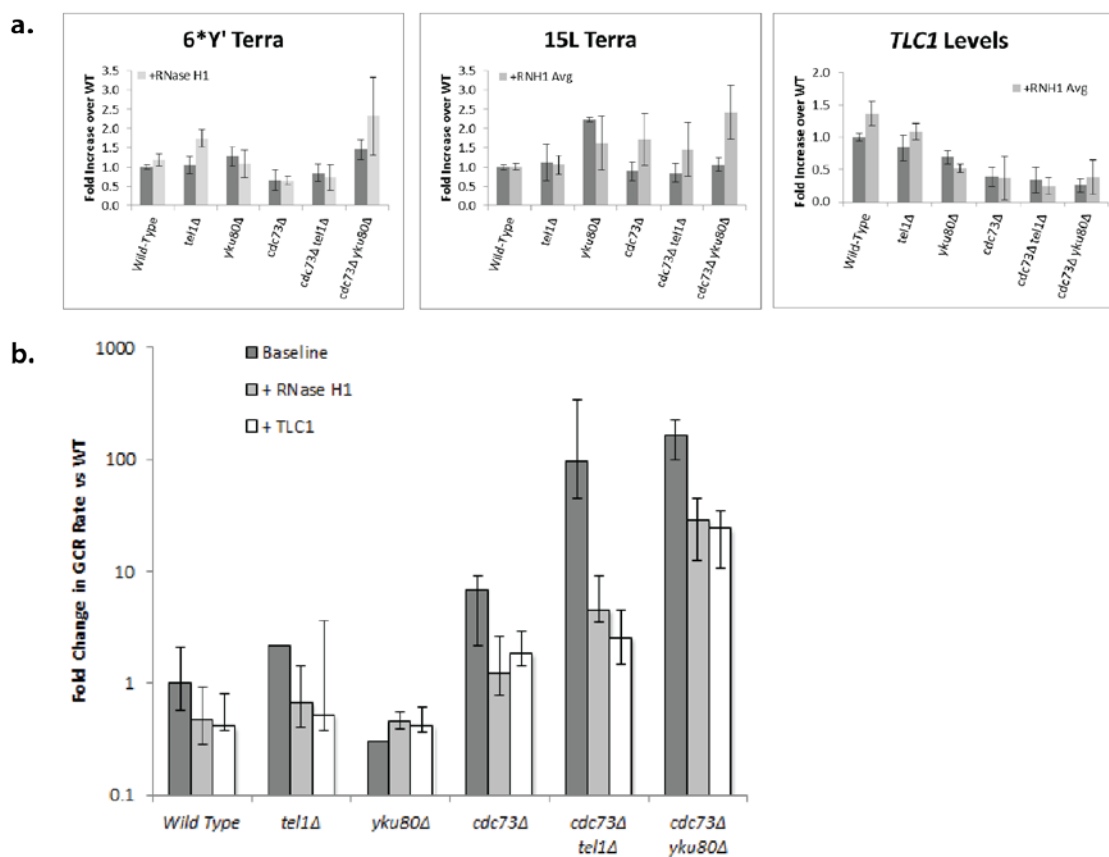 a.
6*Y' Terra
+RNase H1
Fold Increase over WT
3.5
3.0
2.5
2.0
1.5
1.0
0.5
0.0
Wild-Type
tel1Δ
yku80Δ
cdc73Δ
cdc73Δ tel1Δ
cdc73Δ yku80Δ
15L Terra
+RNH1 Avg
Fold Increase over WT
3.5
3.0
2.5
2.0
1.5
1.0
0.5
0.0
Wild-Type
tel1Δ
yku80Δ
cdc73Δ
cdc73Δ tel1Δ
cdc73Δ yku80Δ
TLC1 Levels
+RNH1 Avg
Fold Increase over WT
2.0
1.5
1.0
0.5
0.0
Wild-Type
tel1Δ
yku80Δ
cdc73Δ
cdc73Δ tel1Δ
cdc73Δ yku80Δ
b.
Fold Change in GCR Rate vs WT
1000
100
10
1
0.1
Baseline
+ RNase H1
+ TLC1
Wild Type
tel1Δ
yku80Δ
cdc73Δ
cdc73Δ
tel1Δ
cdc73Δ
yku80Δ